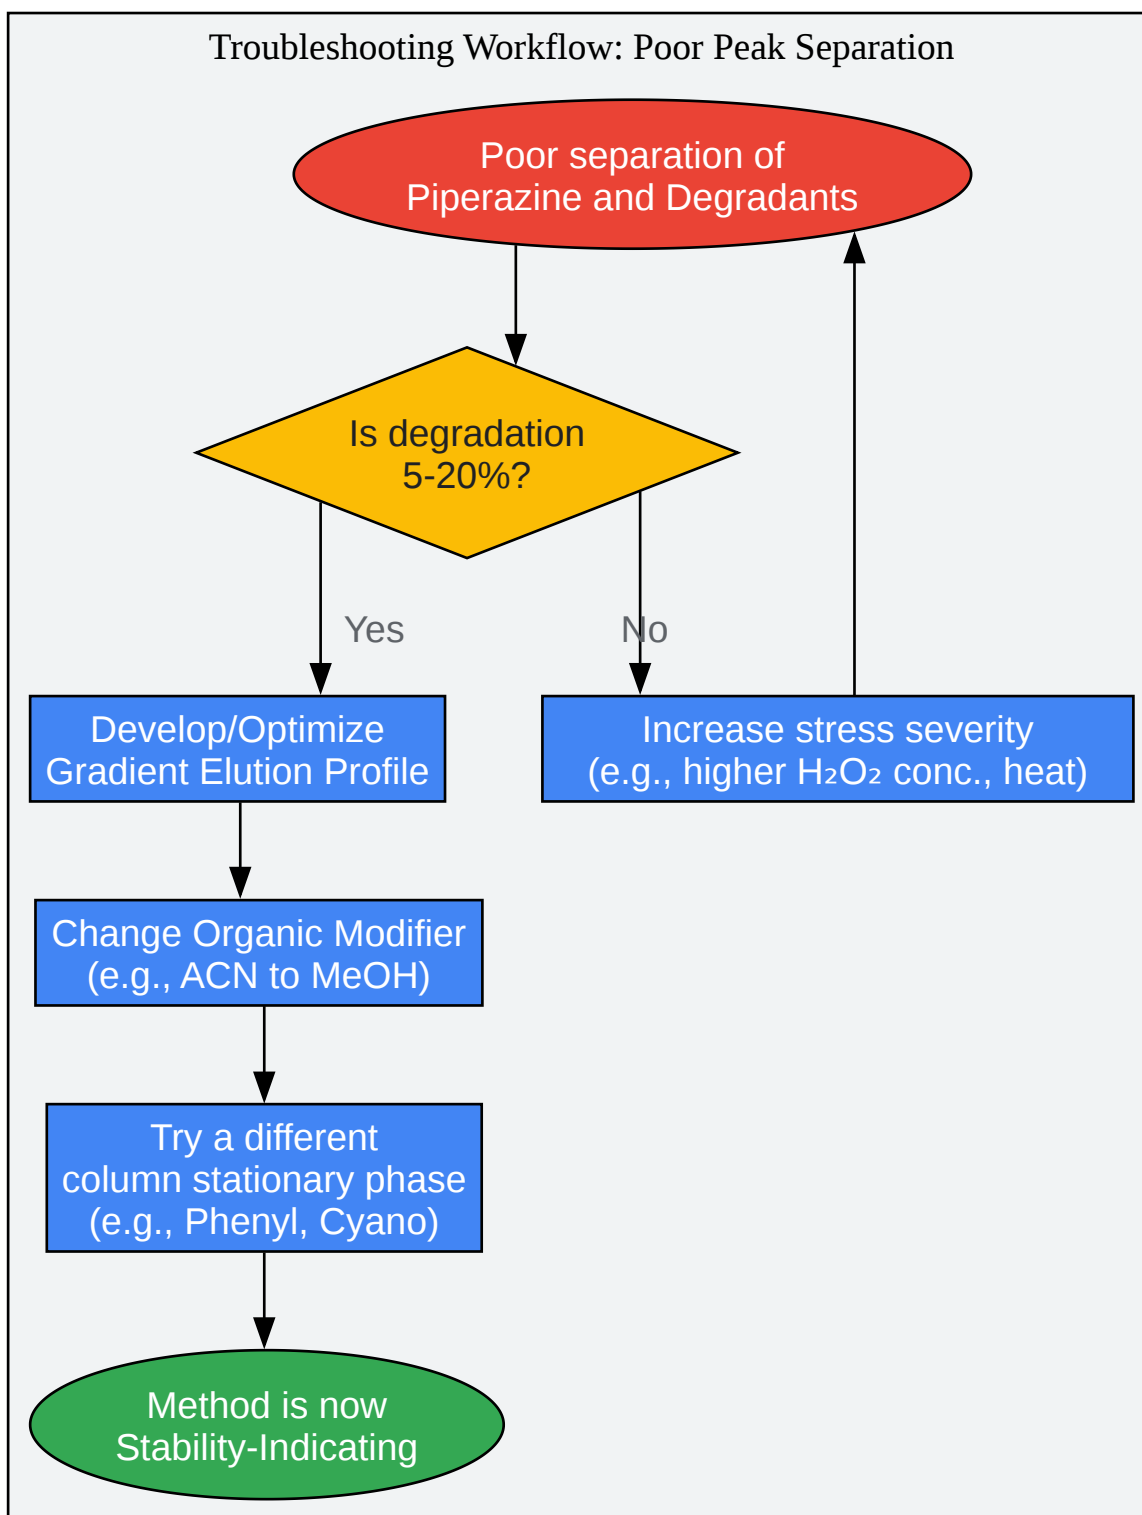 Troubleshooting Workflow: Poor Peak Separation
Poor separation of
Piperazine and Degradants
Is degradation
5-20%?
Yes
No
Develop/Optimize
Gradient Elution Profile
Increase stress severity
(e.g., higher H₂O₂ conc., heat)
Change Organic Modifier
(e.g., ACN to MeOH)
Try a different
column stationary phase
(e.g., Phenyl, Cyano)
Method is now
Stability-Indicating